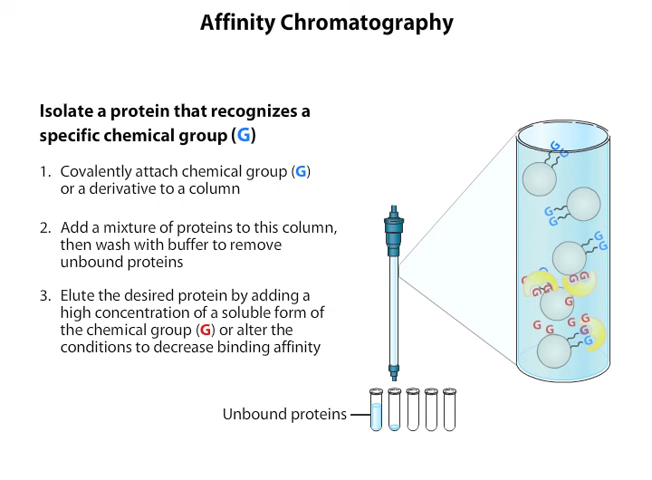 Affinity Chromatography
Isolate a protein that recognizes a
specific chemical group (G)
1. Covalently attach chemical group (G)
or a derivative to a column
2. Add a mixture of proteins to this column,
then wash with buffer to remove
unbound proteins
3. Elute the desired protein by adding a
high concentration of a soluble form of
the chemical group (G) or alter the
conditions to decrease binding affinity
Unbound proteins
G
G
G
G
G
G
G G
G G
G
G G G
G G
G
G